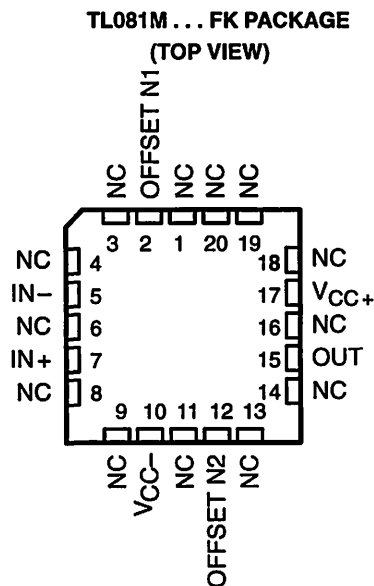 TL081M . . . FK PACKAGE
(TOP VIEW)
NC
OFFSET N1
NC
NC
NC
3 2 1 20 19
NC 4
IN− 5
NC 6
IN+ 7
NC 8
18 NC
17 VCC+
16 NC
15 OUT
14 NC
9 10 11 12 13
NC
VCC−
NC
OFFSET N2
NC